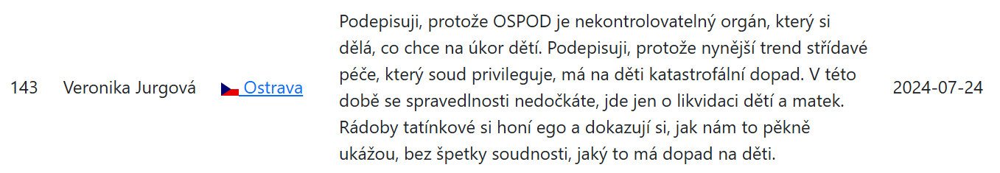 Podepisuji, protože OSPOD je nekontrolovatelný orgán, který si
dělá, co chce na úkor dětí. Podepisuji, protože nynější trend střídavé
péče, který soud privileguje, má na děti katastrofální dopad. V této
143 Veronika Jurgová Ostrava 2024-07-24
době se spravedlnosti nedočkáte, jde jen o likvidaci dětí a matek.
Rádoby tatínkové si honí ego a dokazují si, jak nám to pěkně
ukážou, bez špetky soudnosti, jaký to má dopad na děti.